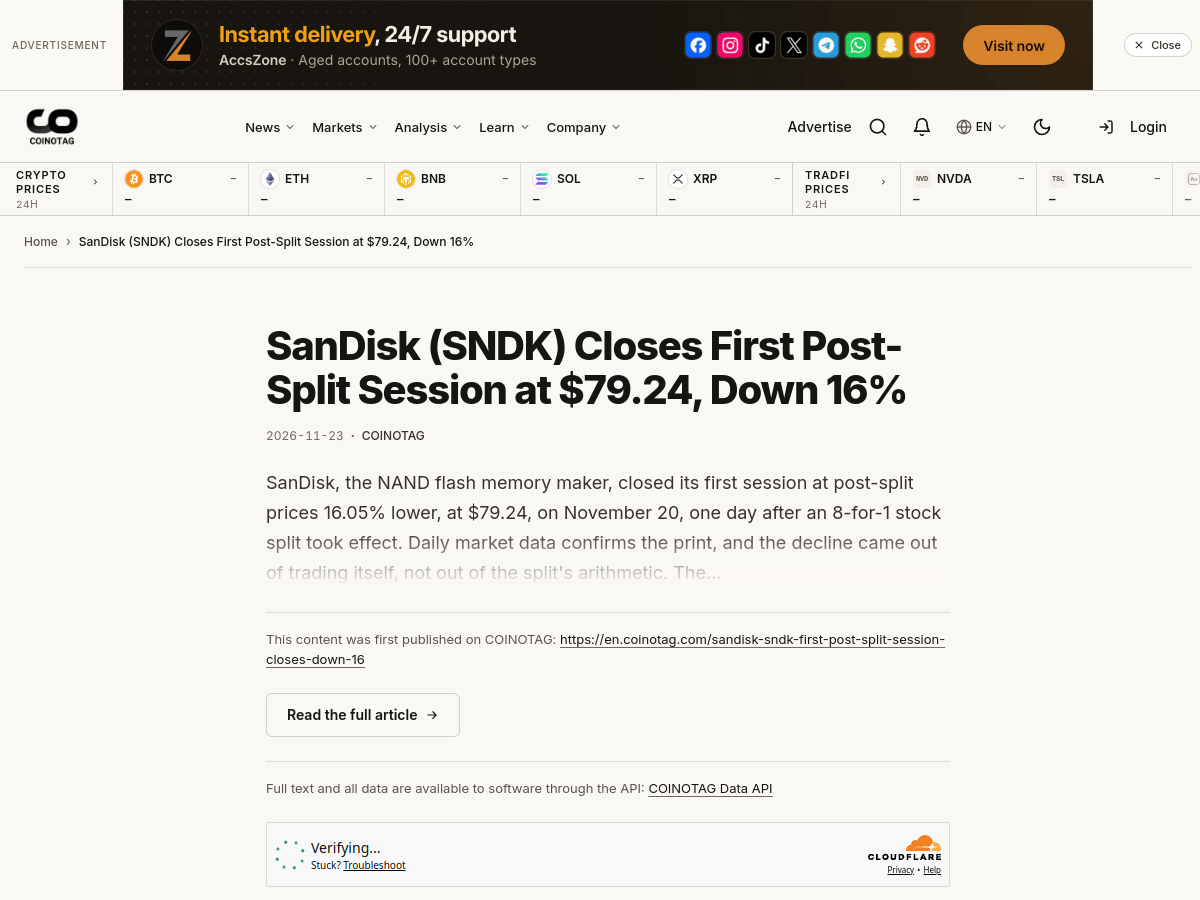 ADVERTISEMENT
Z
Instant delivery, 24/7 support
AccsZone · Aged accounts, 100+ account types
Visit now
× Close
CO
COINOTAG
News
Markets
Analysis
Learn
Company
Advertise
EN
Login
CRYPTO PRICES
24H
BTC –
–
ETH –
–
BNB –
–
SOL –
–
XRP –
–
TRADFI PRICES
24H
NVD NVDA –
–
TSL TSLA –
–
Au
–
Home › SanDisk (SNDK) Closes First Post-Split Session at $79.24, Down 16%
SanDisk (SNDK) Closes First Post-
Split Session at $79.24, Down 16%
2026-11-23 · COINOTAG
SanDisk, the NAND flash memory maker, closed its first session at post-split
prices 16.05% lower, at $79.24, on November 20, one day after an 8-for-1 stock
split took effect. Daily market data confirms the print, and the decline came out
of trading itself, not out of the split's arithmetic. The...
This content was first published on COINOTAG: https://en.coinotag.com/sandisk-sndk-first-post-split-session-
closes-down-16
Read the full article →
Full text and all data are available to software through the API: COINOTAG Data API
Verifying...
Stuck? Troubleshoot
CLOUDFLARE
Privacy • Help